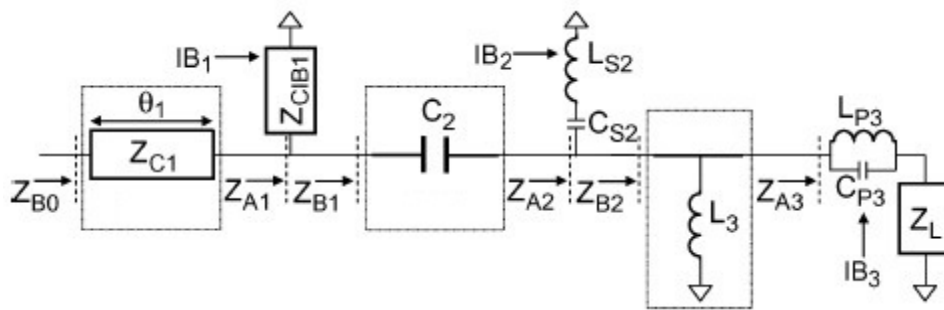 IB1
ZCIB1
IB2
LS2
CS2
θ1
ZC1
C2
LP3
CP3
ZB0
ZA1
ZB1
ZA2
ZB2
L3
ZA3
ZL
IB3